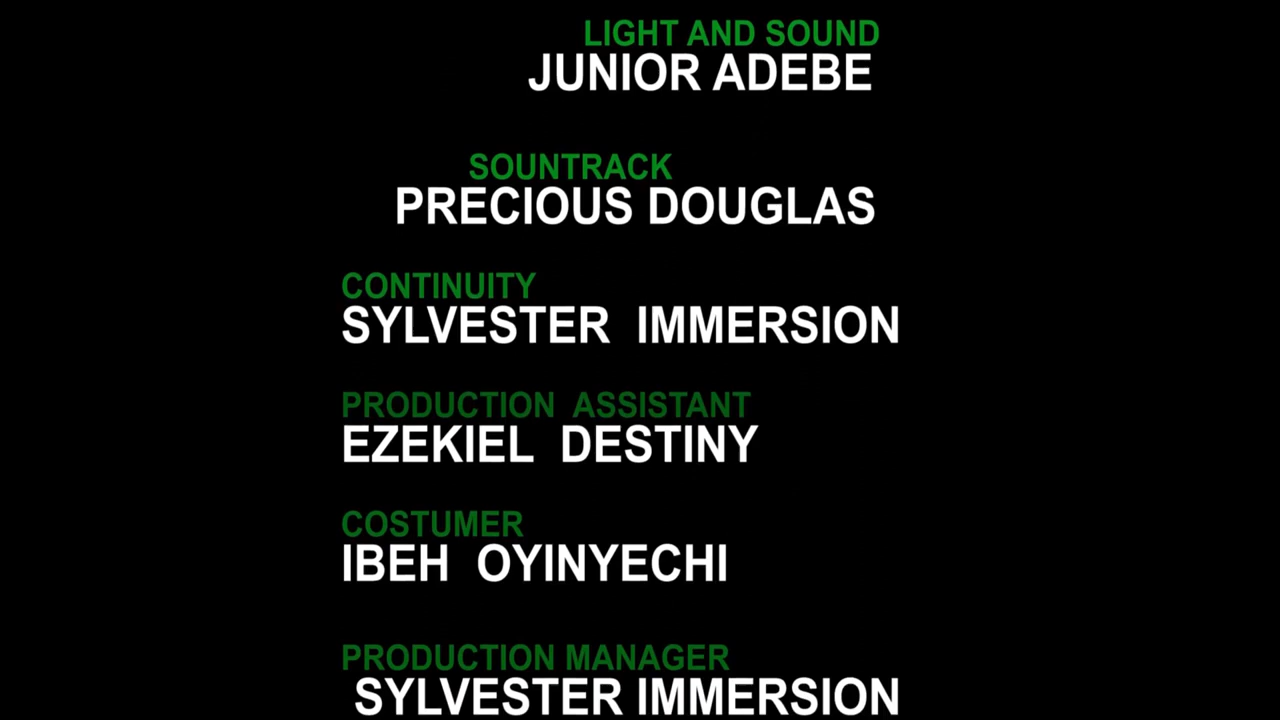 LIGHT AND SOUND
JUNIOR ADEBE
SOUNTRACK
PRECIOUS DOUGLAS
CONTINUITY
SYLVESTER IMMERSION
PRODUCTION ASSISTANT
EZEKIEL DESTINY
COSTUMER
IBEH OYINYECHI
PRODUCTION MANAGER
SYLVESTER IMMERSION